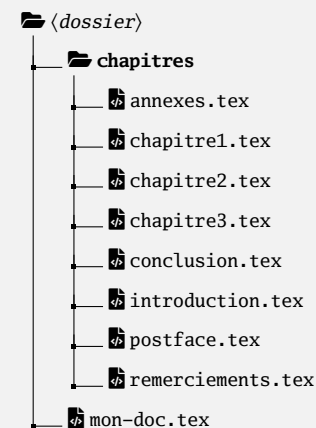 ⟨dossier⟩
chapitres
annexes.tex
chapitre1.tex
chapitre2.tex
chapitre3.tex
conclusion.tex
introduction.tex
postface.tex
remerciements.tex
mon-doc.tex